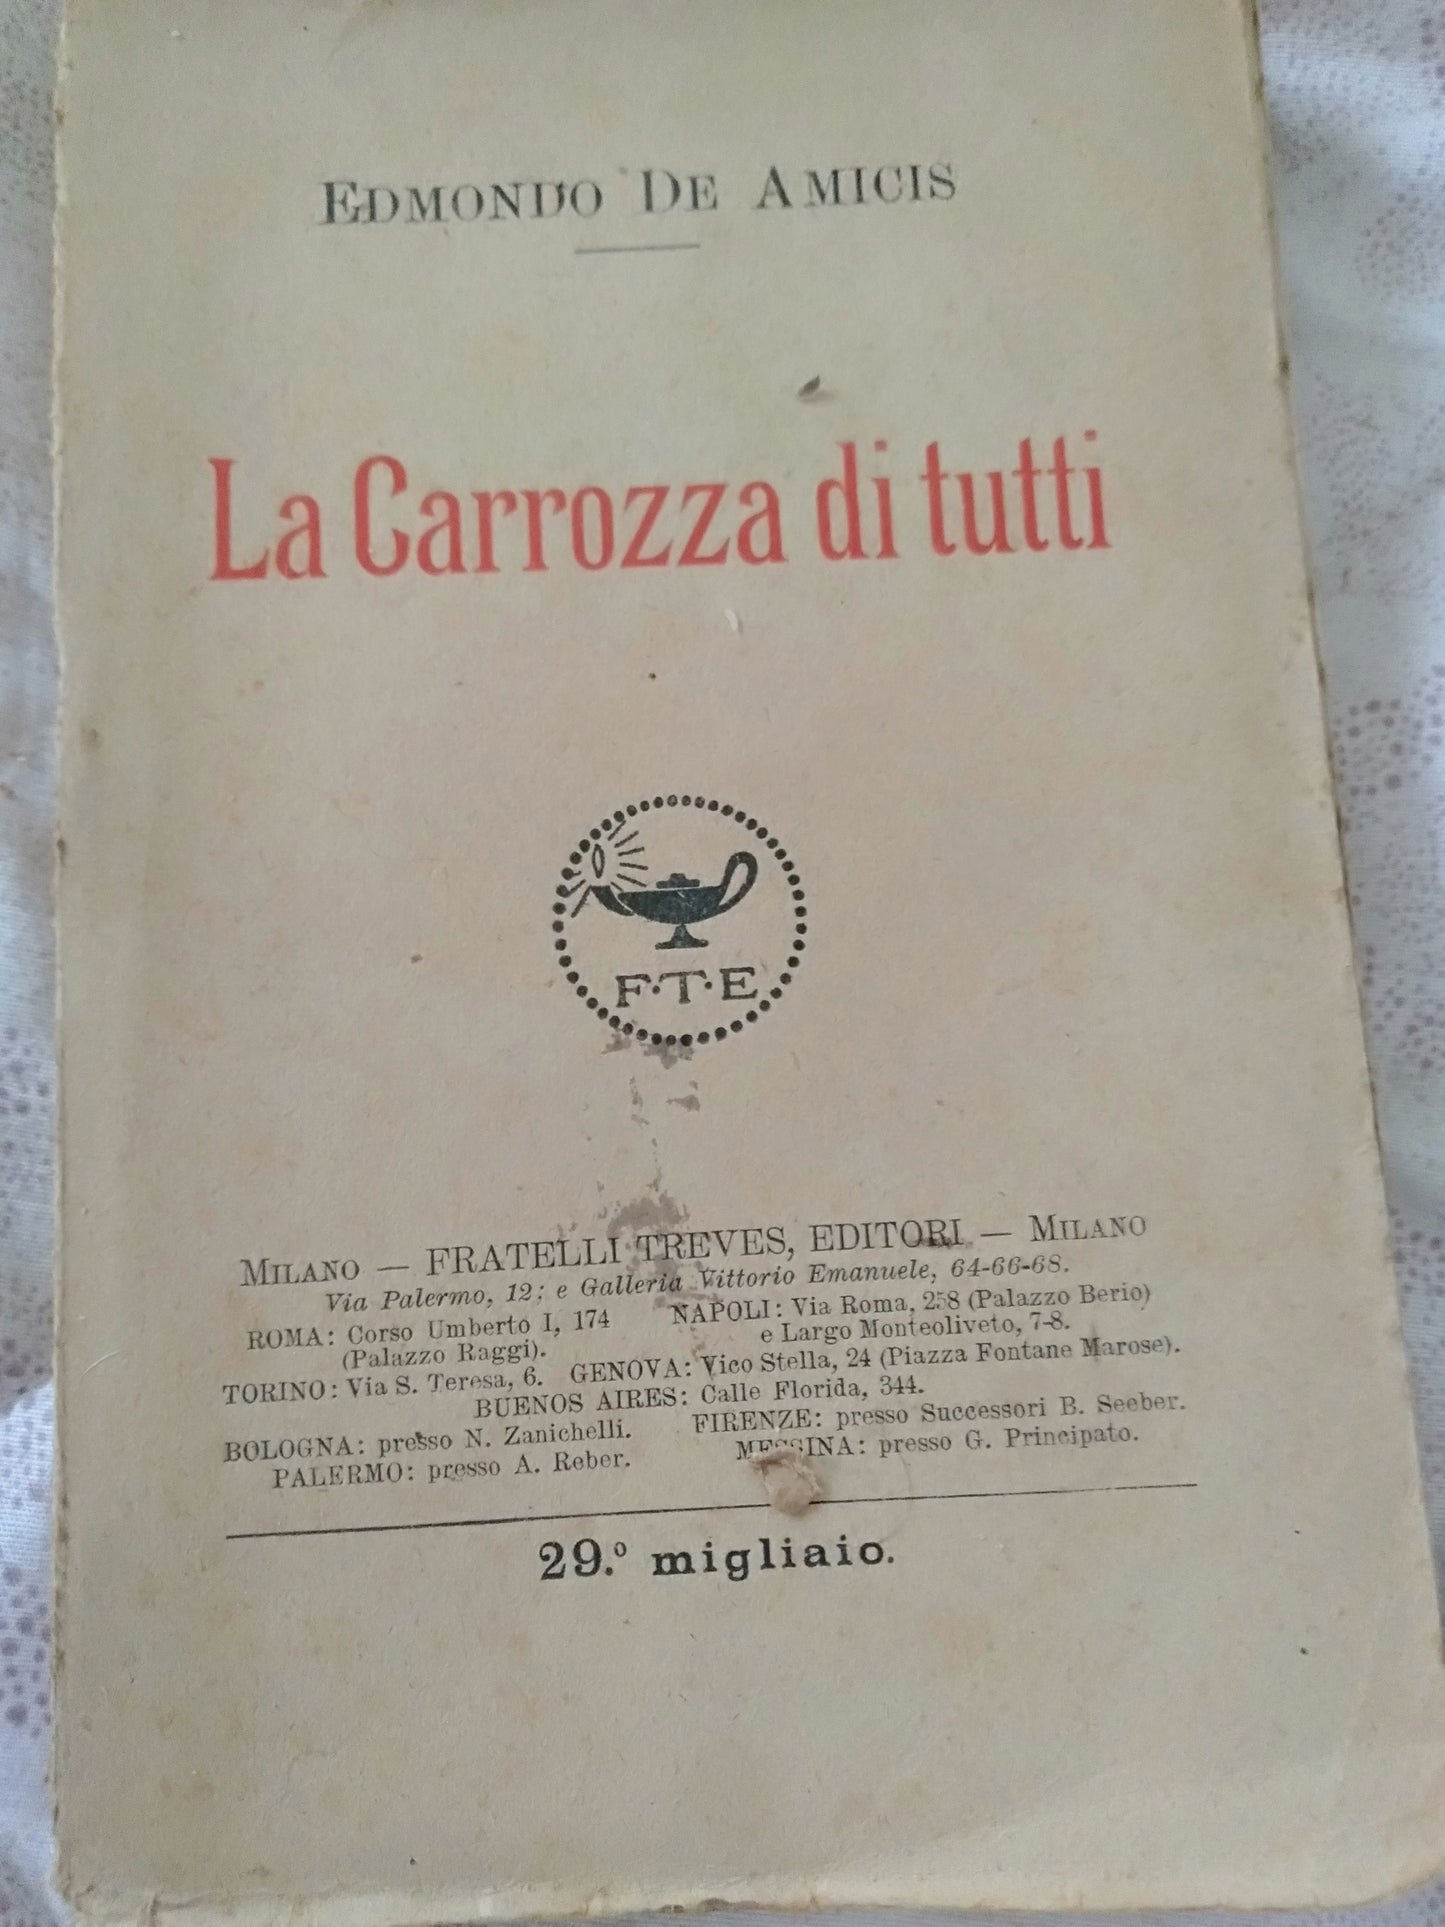 EDMONDO DE AMICIS
La Carrozza di tutti
F·T·E
MILANO — FRATELLI TREVES, EDITORI — MILANO
Via Palermo, 12; e Galleria Vittorio Emanuele, 64-66-68.
ROMA: Corso Umberto I, 174
(Palazzo Raggi).
NAPOLI: Via Roma, 258 (Palazzo Berio)
e Largo Monteoliveto, 7-8.
TORINO: Via S. Teresa, 6. GENOVA: Vico Stella, 24 (Piazza Fontane Marose).
BUENOS AIRES: Calle Florida, 344.
BOLOGNA: presso N. Zanichelli. FIRENZE: presso Successori B. Seeber.
PALERMO: presso A. Reber. MESSINA: presso G. Principato.
29.º migliaio.